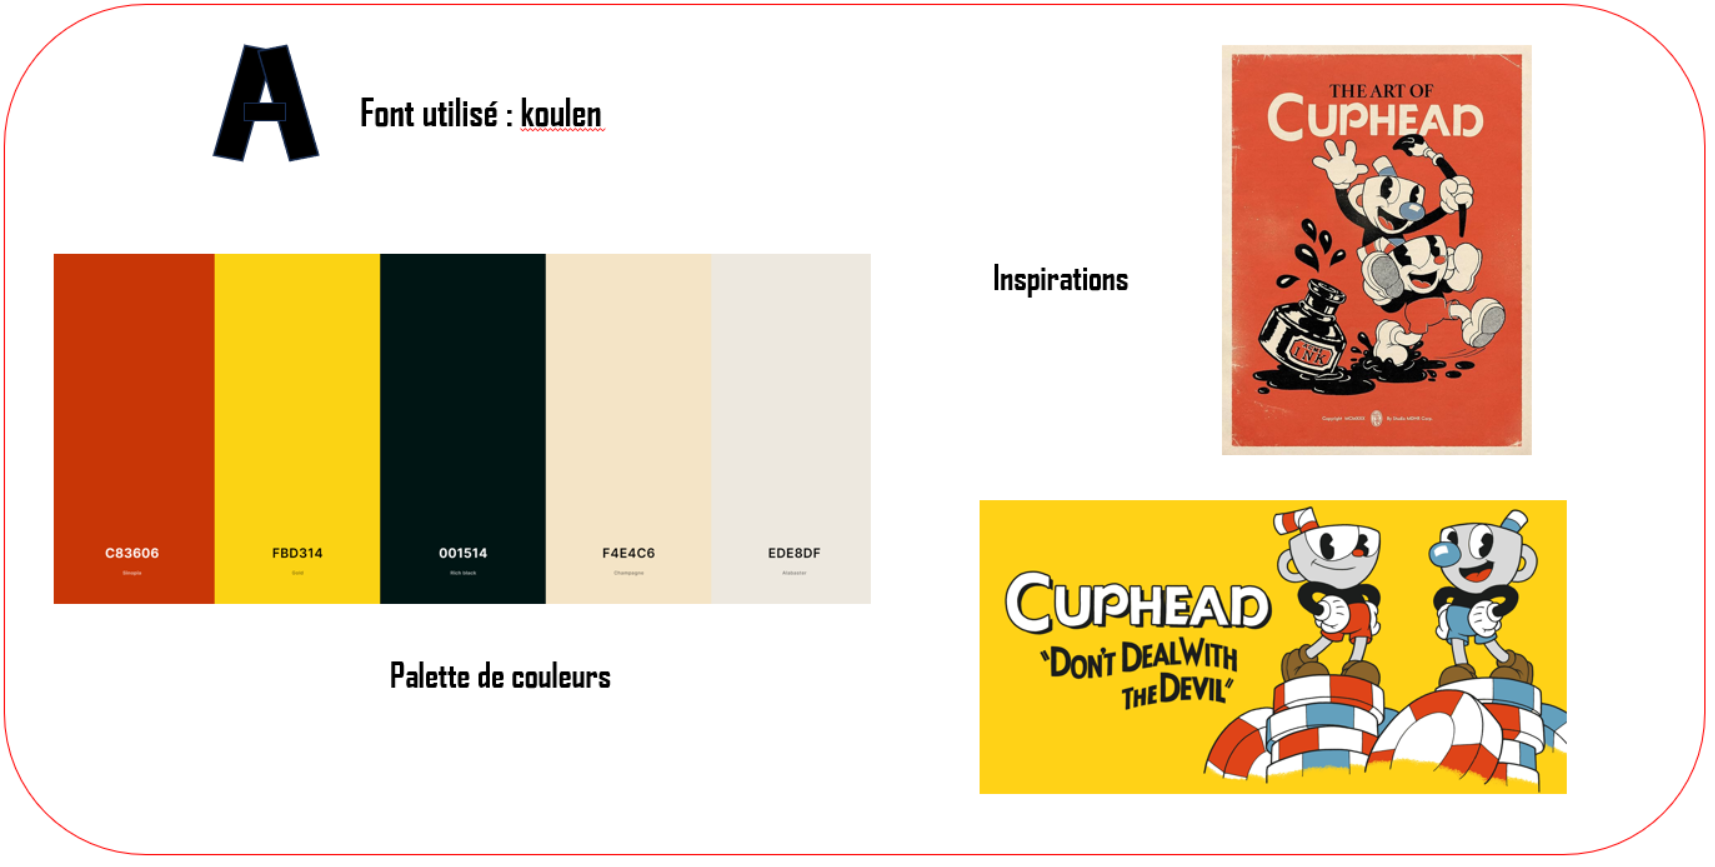 Font utilisé : koulen
C83606
Sinopia
FBD314
Gold
001514
Rich black
F4E4C6
Champagne
EDE8DF
Alabaster
Palette de couleurs
Inspirations
THE ART OF
CUPHEAD
INK
CUPHEAD
"DON'T DEAL WITH
THE DEVIL"